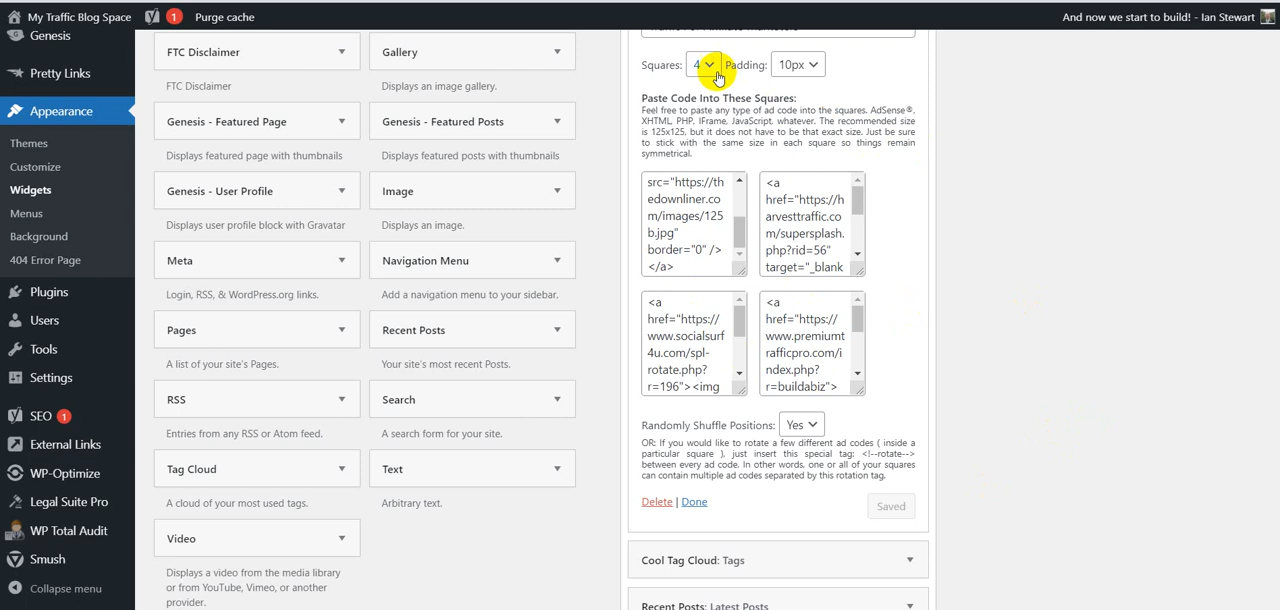 My Traffic Blog Space
1
Purge cache
And now we start to build! - Ian Stewart
Genesis
Pretty Links
Appearance
Themes
Customize
Widgets
Menus
Background
404 Error Page
Plugins
Users
Tools
Settings
SEO 1
External Links
WP-Optimize
Legal Suite Pro
WP Total Audit
Smush
Collapse menu
FTC Disclaimer
FTC Disclaimer
Genesis - Featured Page
Displays featured page with thumbnails
Genesis - User Profile
Displays user profile block with Gravatar
Meta
Login, RSS, & WordPress.org links.
Pages
A list of your site's Pages.
RSS
Entries from any RSS or Atom feed.
Tag Cloud
A cloud of your most used tags.
Video
Displays a video from the media library
or from YouTube, Vimeo, or another
provider.
Gallery
Displays an image gallery.
Genesis - Featured Posts
Displays featured posts with thumbnails
Image
Displays an image.
Navigation Menu
Add a navigation menu to your sidebar.
Recent Posts
Your site's most recent Posts.
Search
A search form for your site.
Text
Arbitrary text.
Squares: 4 Padding: 10px
Paste Code Into These Squares:
Feel free to paste any type of ad code into the squares. AdSense®,
XHTML, PHP, IFrame, JavaScript, whatever. The recommended size
is 125x125, but it does not have to be that exact size. Just be sure
to stick with the same size in each square so things remain
symmetrical.
src="https://th
edownliner.co
m/images/125
b.jpg"
border="0" />
</a>
<a
href="https://h
arvesttraffic.co
m/supersplash.
php?rid=56"
target="_blank
<a
href="https://
www.socialsurf
4u.com/spl-
rotate.php?
r=196"><img
<a
href="https://
www.premiumt
rafficpro.com/i
ndex.php?
r=buildabiz">
Randomly Shuffle Positions: Yes
OR: If you would like to rotate a few different ad codes ( inside a
particular square ), just insert this special tag: <!--rotate-->
between every ad code. In other words, one or all of your squares
can contain multiple ad codes separated by this rotation tag.
Delete | Done
Saved
Cool Tag Cloud: Tags
Recent Posts: Latest Posts